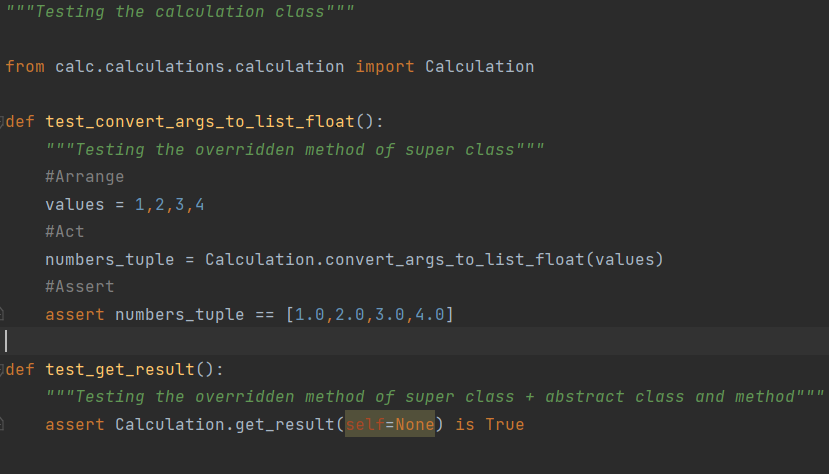 """Testing the calculation class"""
from calc.calculations.calculation import Calculation
def test_convert_args_to_list_float():
"""Testing the overridden method of super class"""
#Arrange
values = 1,2,3,4
#Act
numbers_tuple = Calculation.convert_args_to_list_float(values)
#Assert
assert numbers_tuple == [1.0,2.0,3.0,4.0]
def test_get_result():
"""Testing the overridden method of super class + abstract class and method"""
assert Calculation.get_result(self=None) is True